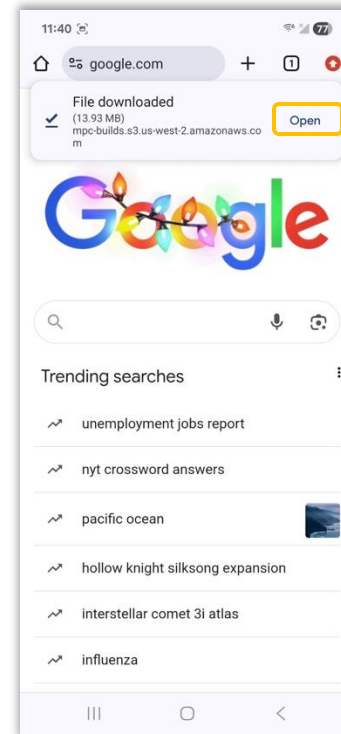 11:40
77
google.com
1
File downloaded
(13.93 MB)
mpc-builds.s3.us-west-2.amazonaws.co
m
Open
Google
Trending searches
unemployment jobs report
nyt crossword answers
pacific ocean
hollow knight silksong expansion
interstellar comet 3i atlas
influenza